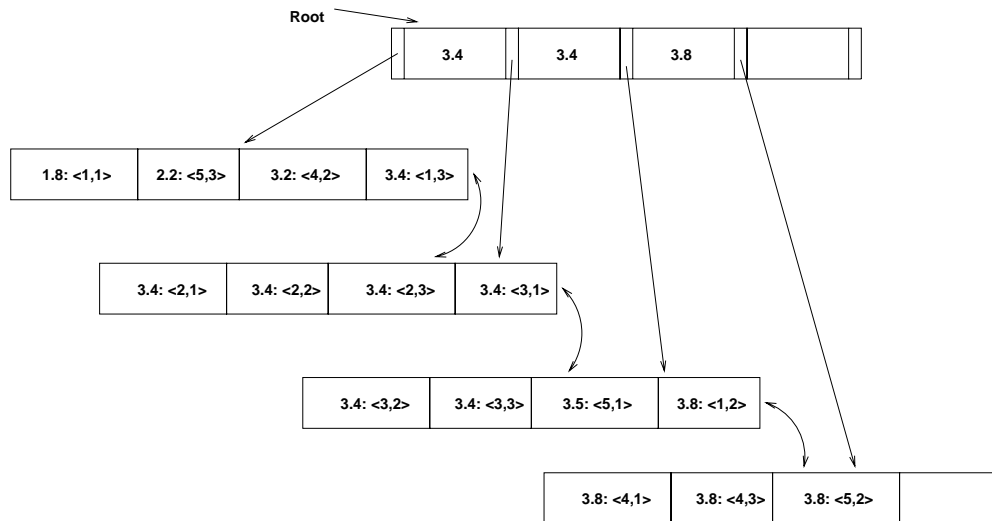 Root
3.4 3.4 3.8
1.8: <1,1> 2.2: <5,3> 3.2: <4,2> 3.4: <1,3>
3.4: <2,1> 3.4: <2,2> 3.4: <2,3> 3.4: <3,1>
3.4: <3,2> 3.4: <3,3> 3.5: <5,1> 3.8: <1,2>
3.8: <4,1> 3.8: <4,3> 3.8: <5,2>